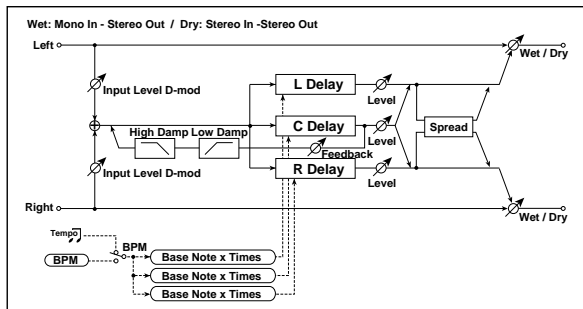 Wet: Mono In - Stereo Out / Dry: Stereo In -Stereo Out
Left
Wet / Dry
Input Level D-mod
L Delay
Level
High Damp Low Damp
C Delay
Level
Spread
Feedback
Input Level D-mod
R Delay
Level
Right
Wet / Dry
Tempo
BPM
BPM
Base Note x Times
Base Note x Times
Base Note x Times